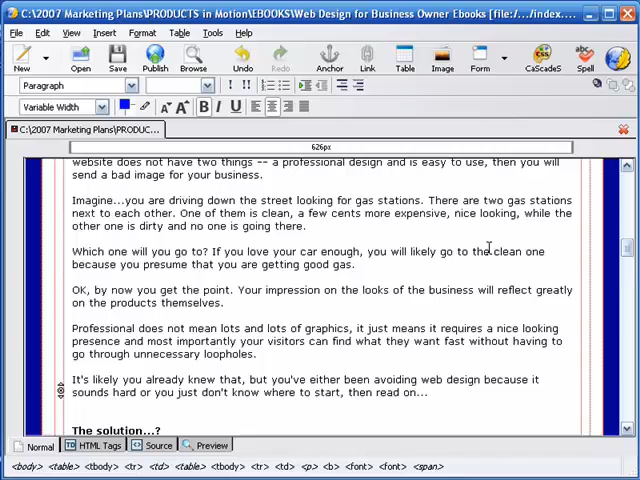 C:\2007 Marketing Plans\PRODUCTS in Motion\EBOOKS\Web Design for Business Owner Ebooks [file:/.../index....
File Edit View Insert Format Table Tools Help
New Open Save Publish Browse Undo Redo Anchor Link Table Image Form CaScadeS Spell
Paragraph
Variable Width B I U
C:\2007 Marketing Plans\PRODUC...
626px
website does not have two things -- a professional design and is easy to use, then you will
send a bad image for your business.
Imagine...you are driving down the street looking for gas stations. There are two gas stations
next to each other. One of them is clean, a few cents more expensive, nice looking, while the
other one is dirty and no one is going there.
Which one will you go to? If you love your car enough, you will likely go to the clean one
because you presume that you are getting good gas.
OK, by now you get the point. Your impression on the looks of the business will reflect greatly
on the products themselves.
Professional does not mean lots and lots of graphics, it just means it requires a nice looking
presence and most importantly your visitors can find what they want fast without having to
go through unnecessary loopholes.
It's likely you already knew that, but you've either been avoiding web design because it
sounds hard or you just don't know where to start, then read on...
The solution...?
Normal HTML Tags Source Preview
<body> <table> <tbody> <tr> <td> <table> <tbody> <tr> <td> <p> <b> <font> <font> <span>